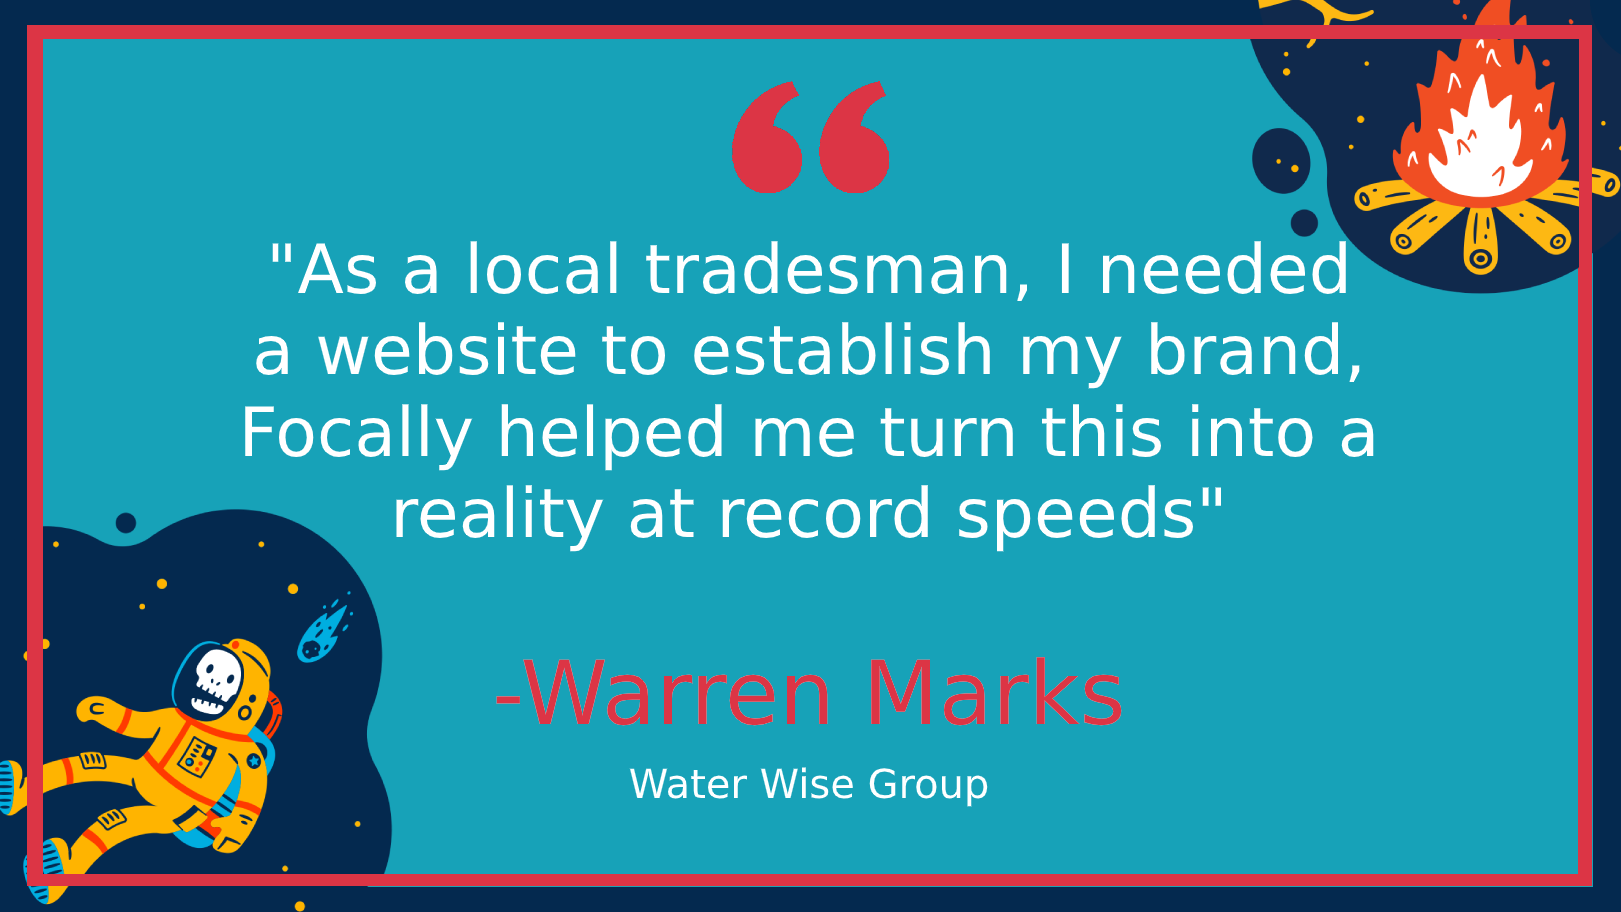 "As a local tradesman, I needed
a website to establish my brand,
Focally helped me turn this into a
reality at record speeds"
-Warren Marks
Water Wise Group